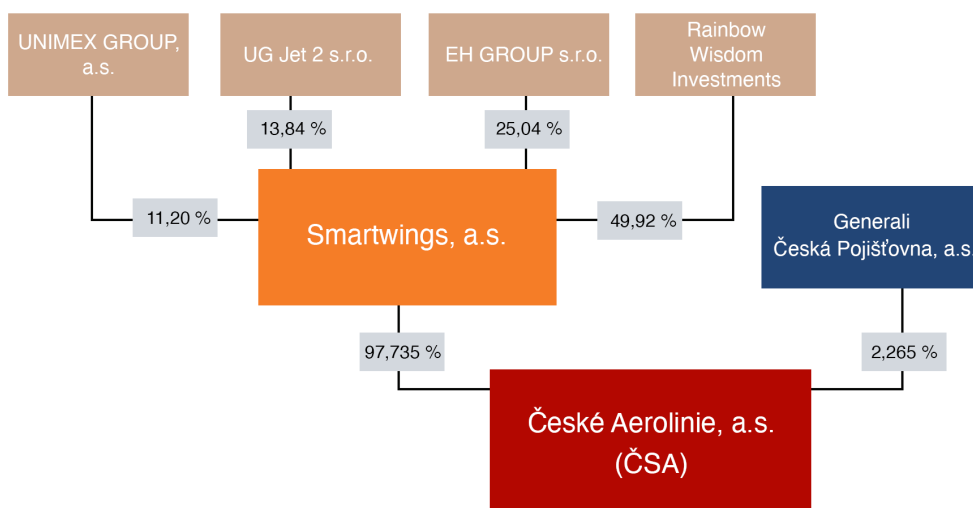 UNIMEX GROUP,
a.s.
UG Jet 2 s.r.o.
EH GROUP s.r.o.
Rainbow
Wisdom
Investments
13,84 %
25,04 %
11,20 %
Smartwings, a.s.
49,92 %
Generali
Česká Pojišťovna, a.s.
97,735 %
2,265 %
České Aerolinie, a.s.
(ČSA)